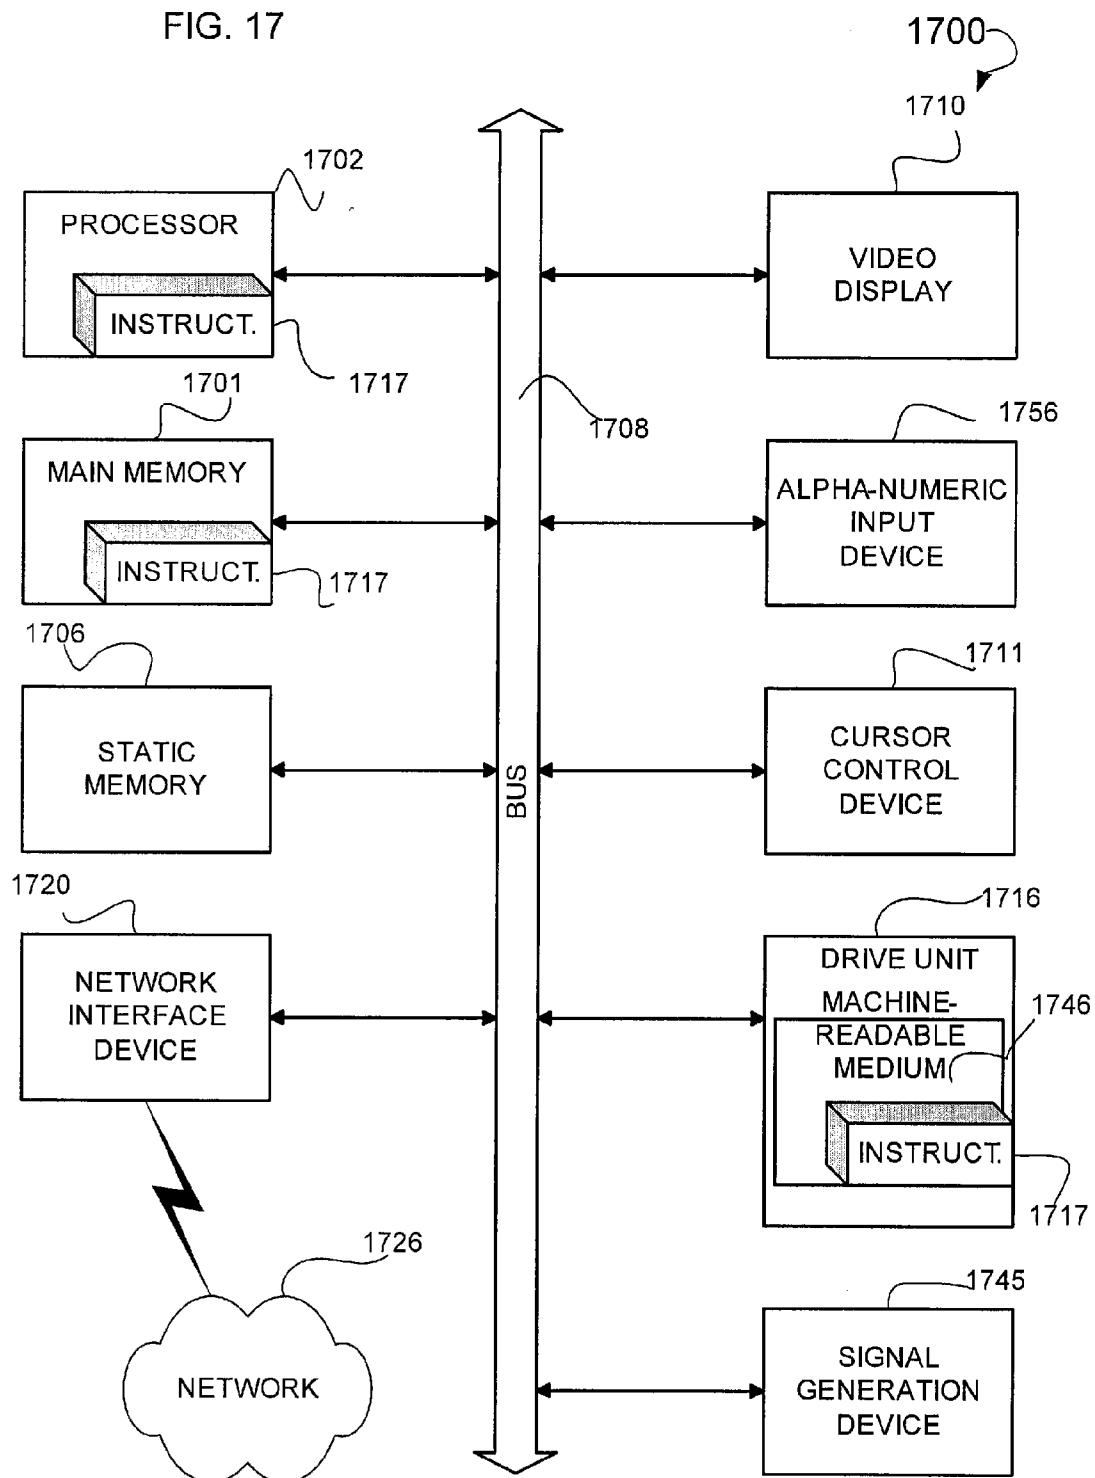 FIG. 17
1700
1710
1702
PROCESSOR
INSTRUCT.
1717
VIDEO
DISPLAY
1701
MAIN MEMORY
INSTRUCT.
1717
1708
1756
ALPHA-NUMERIC
INPUT
DEVICE
1706
STATIC
MEMORY
BUS
1711
CURSOR
CONTROL
DEVICE
1720
NETWORK
INTERFACE
DEVICE
1716
DRIVE UNIT
MACHINE-
READABLE
MEDIUM
1746
INSTRUCT.
1717
1726
NETWORK
1745
SIGNAL
GENERATION
DEVICE